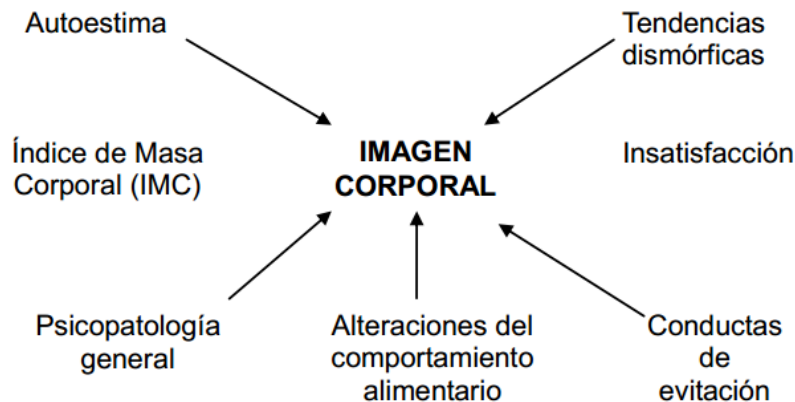 Autoestima
Tendencias
dismórficas
Índice de Masa
Corporal (IMC)
IMAGEN
CORPORAL
Insatisfacción
Psicopatología
general
Alteraciones del
comportamiento
alimentario
Conductas
de
evitación